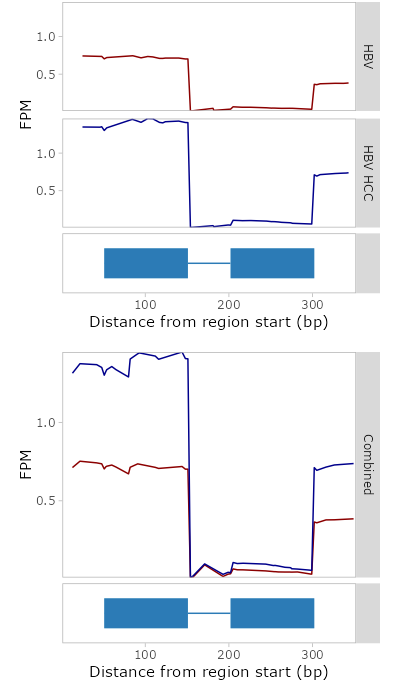 1.0
0.5
HBV
FPM
1.0
0.5
HBV HCC
100 200 300
Distance from region start (bp)
1.0
0.5
FPM
Combined
100 200 300
Distance from region start (bp)